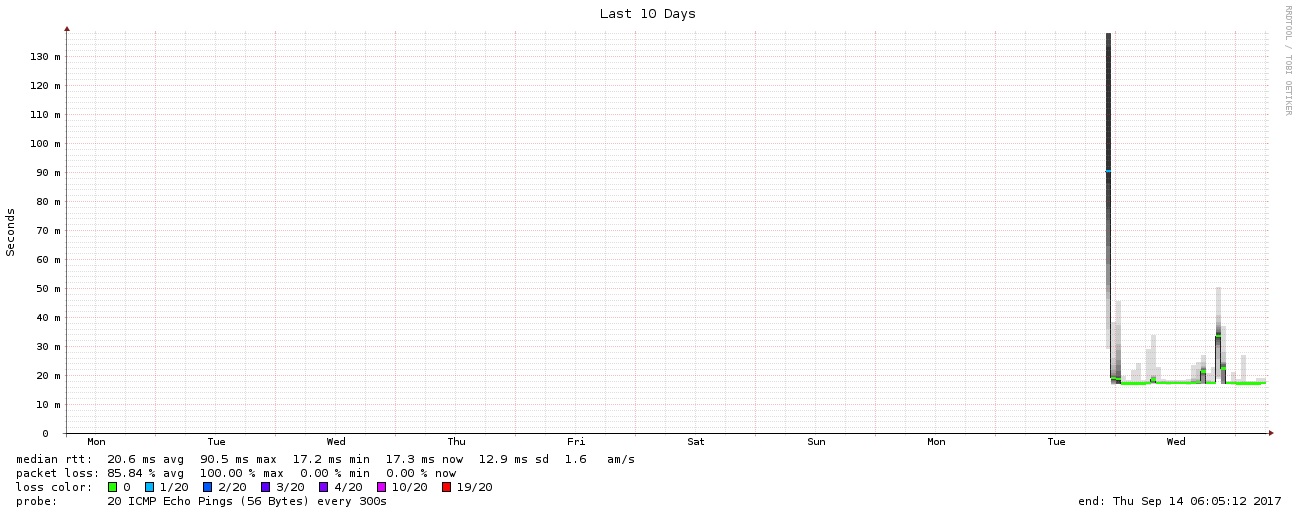 Last 10 Days
RRDTOOL / TOBI OETIKER
Seconds
130 m
120 m
110 m
100 m
90 m
80 m
70 m
60 m
50 m
40 m
30 m
20 m
10 m
0
Mon Tue Wed Thu Fri Sat Sun Mon Tue Wed
median rtt: 20.6 ms avg 90.5 ms max 17.2 ms min 17.3 ms now 12.9 ms sd 1.6 am/s
packet loss: 85.84 % avg 100.00 % max 0.00 % min 0.00 % now
loss color: 0 1/20 2/20 3/20 4/20 10/20 19/20
probe: 20 ICMP Echo Pings (56 Bytes) every 300s end: Thu Sep 14 06:05:12 2017